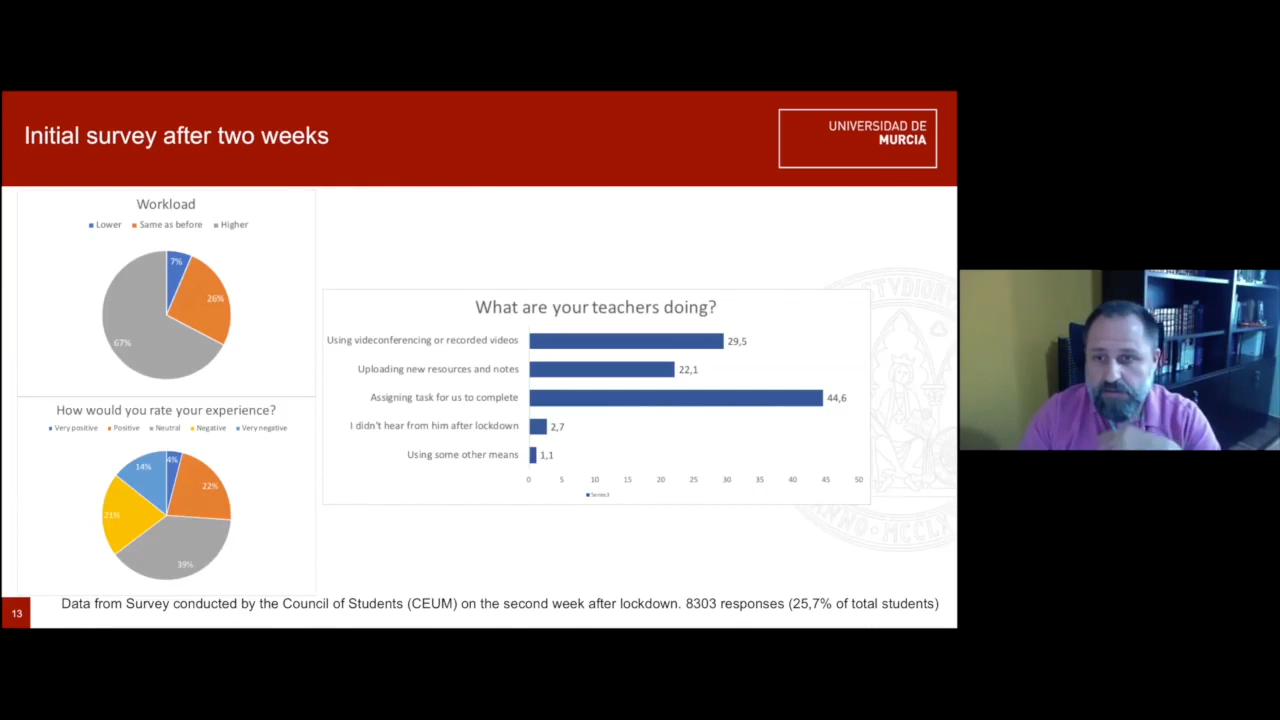 Initial survey after two weeks
UNIVERSIDAD DE
MURCIA
Workload
Lower Same as before Higher
7%
26%
67%
How would you rate your experience?
Very positive Positive Neutral Negative Very negative
4%
14%
22%
21%
39%
What are your teachers doing?
Using videconferencing or recorded videos 29,5
Uploading new resources and notes 22,1
Assigning task for us to complete 44,6
I didn't hear from him after lockdown 2,7
Using some other means 1,1
0 5 10 15 20 25 30 35 40 45 50
Series3
13
Data from Survey conducted by the Council of Students (CEUM) on the second week after lockdown. 8303 responses (25,7% of total students)